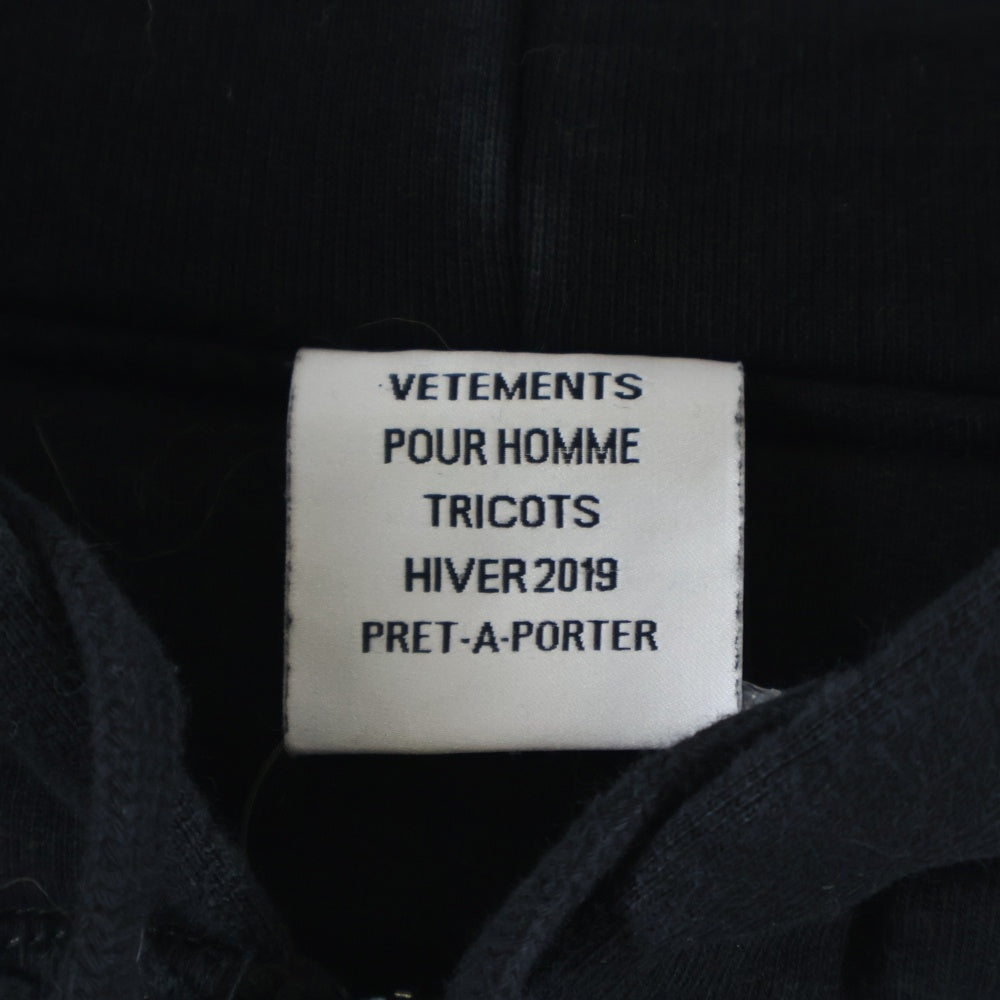 VETEMENTS
POUR HOMME
TRICOTS
HIVER 2019
PRET-A-PORTER